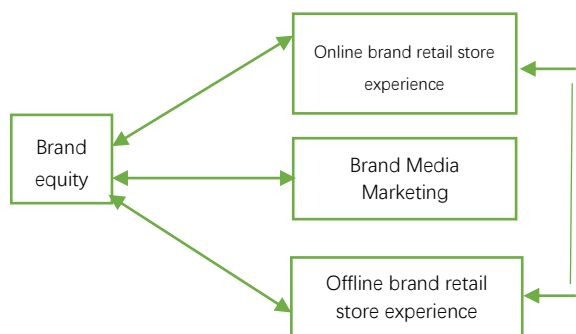 Online brand retail store
experience
Brand
equity
Brand Media
Marketing
Offline brand retail
store experience